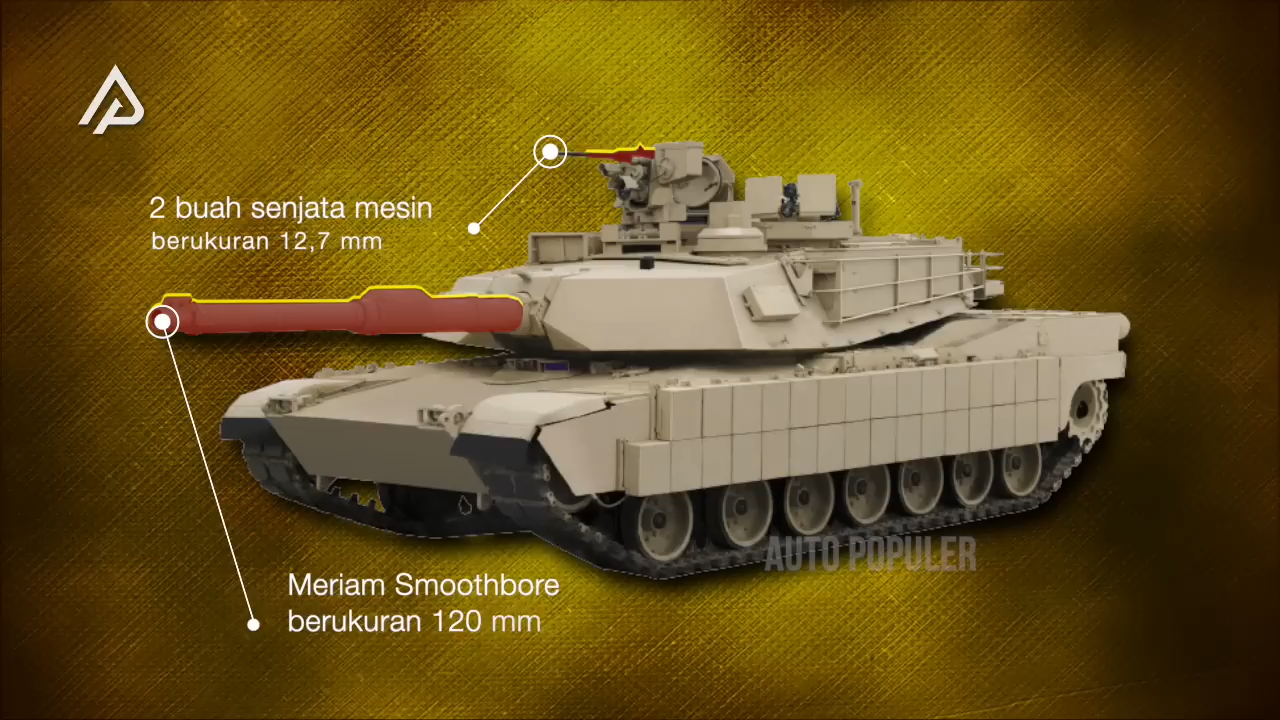 2 buah senjata mesin
berukuran 12,7 mm
AUTO POPULER
Meriam Smoothbore
berukuran 120 mm